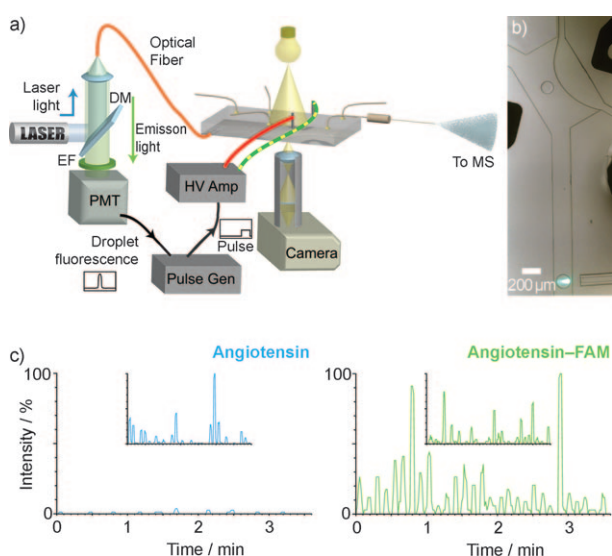 a)
Optical
Fiber
b)
Laser
light
DM
LASER
Emisson
light
EF
To MS
HV Amp
PMT
Droplet
fluorescence
Pulse
Camera
Pulse Gen
200 µm
c)
Angiotensin
Angiotensin–FAM
100
100
Intensity / %
50
50
0
0
0
1
2
3
0
1
2
3
Time / min
Time / min